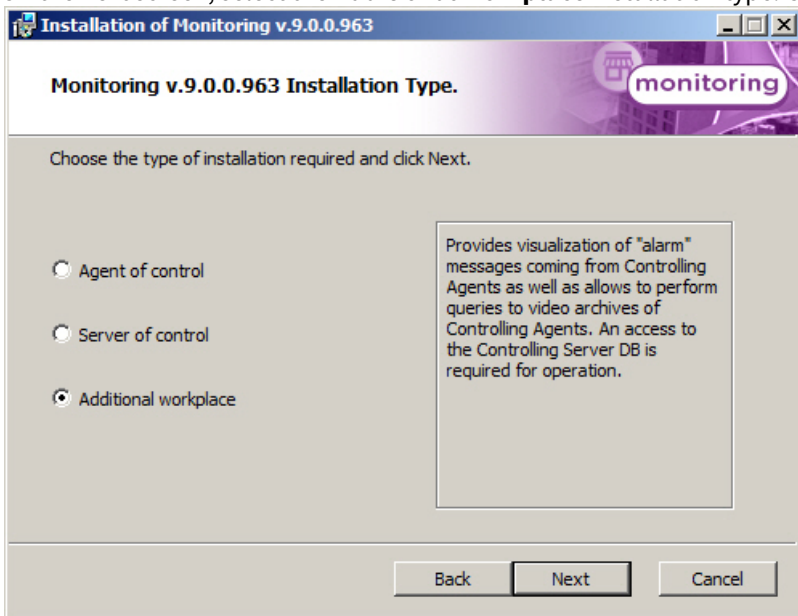 Installation of Monitoring v.9.0.0.963
Monitoring v.9.0.0.963 Installation Type.
monitoring
Choose the type of installation required and click Next.
Agent of control
Server of control
Additional workplace
Provides visualization of "alarm"
messages coming from Controlling
Agents as well as allows to perform
queries to video archives of
Controlling Agents. An access to
the Controlling Server DB is
required for operation.
Back Next Cancel